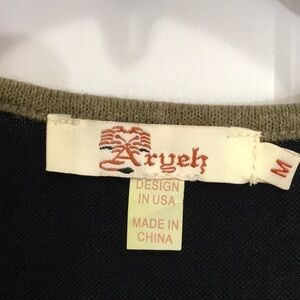 Aryeh
M
DESIGN
IN USA
MADE IN
CHINA